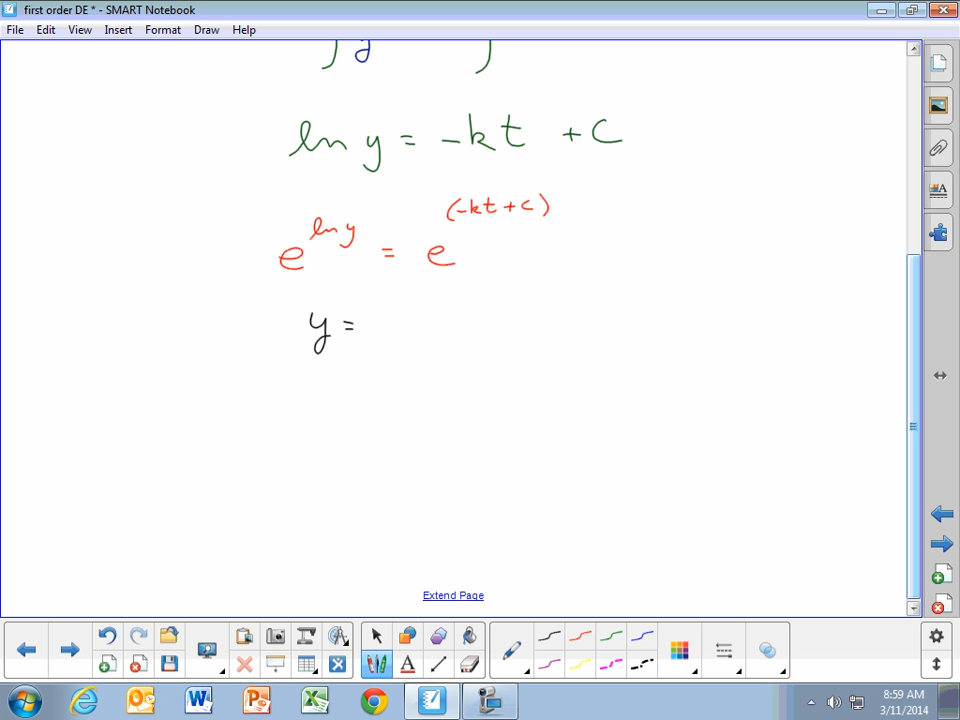 first order DE * - SMART Notebook
File Edit View Insert Format Draw Help
∫ y ∫
ln y = -kt + C
e^{ln y} = e^{(-kt + c)}
y =
Extend Page
A
8:59 AM
3/11/2014